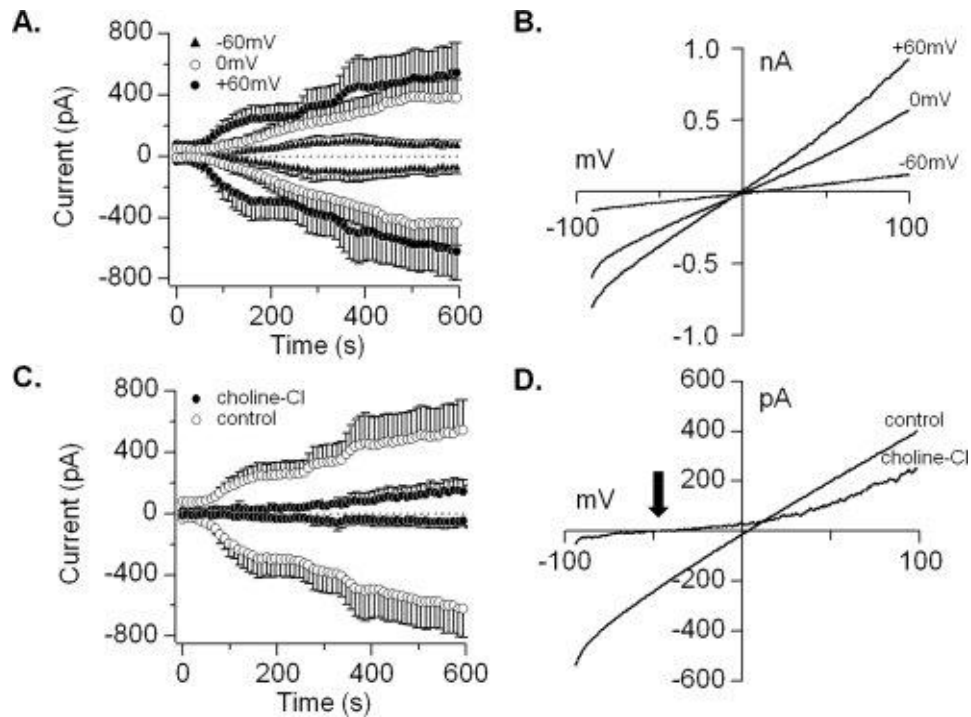 A.
800
400
0
-400
-800
Current (pA)
-60mV
0mV
+60mV
0
200
400
600
Time (s)
B.
1.0
0.5
-0.5
-1.0
nA
mV
-100
100
+60mV
0mV
-60mV
C.
800
400
0
-400
-800
Current (pA)
choline-Cl
control
0
200
400
600
Time (s)
D.
600
400
200
-200
-400
-600
pA
mV
-100
100
control
choline-Cl